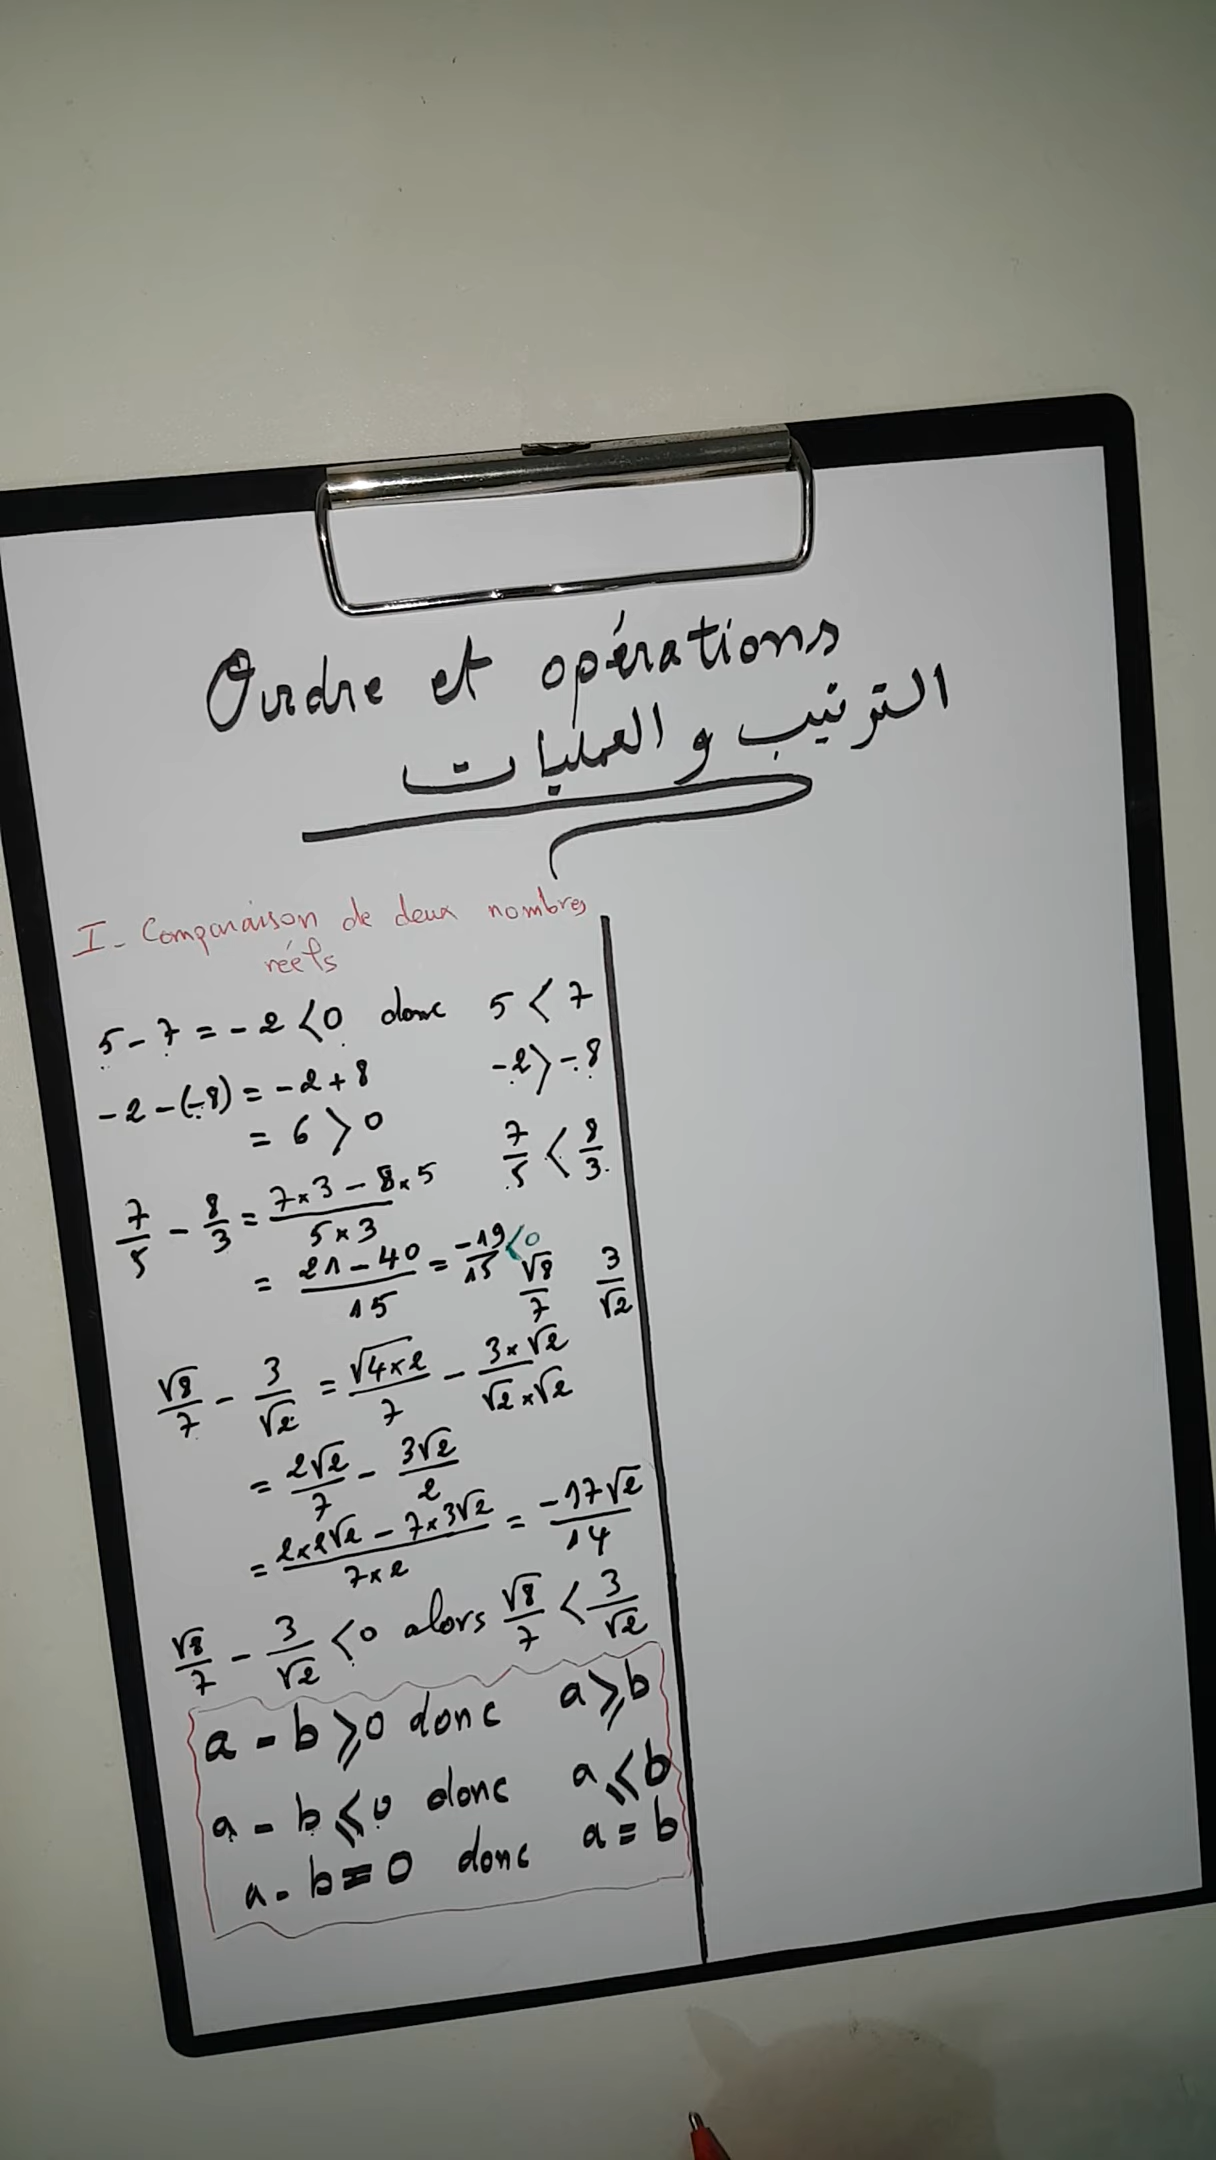 Ordre et opérations
الترتيب و العمليات
I - Comparaison de deux nombres
réels
5 - 7 = - 2 < 0 donc 5 < 7
- 2 - (-8) = - 2 + 8 -2 > -8
= 6 > 0
7/5 < 8/3
7/5 - 8/3 = (7×3 - 8×5)/(5×3)
= (21 - 40)/15 = -19/15 < 0
√8/7 3/√2
√8/7 - 3/√2 = √(4×2)/7 - (3×√2)/(√2×√2)
= 2√2/7 - 3√2/2
= (2×2√2 - 7×3√2)/(7×2) = -17√2/14
√8/7 - 3/√2 < 0 alors √8/7 < 3/√2
a - b ⩾ 0 donc a ⩾ b
a - b ⩽ 0 donc a ⩽ b
a - b = 0 donc a = b